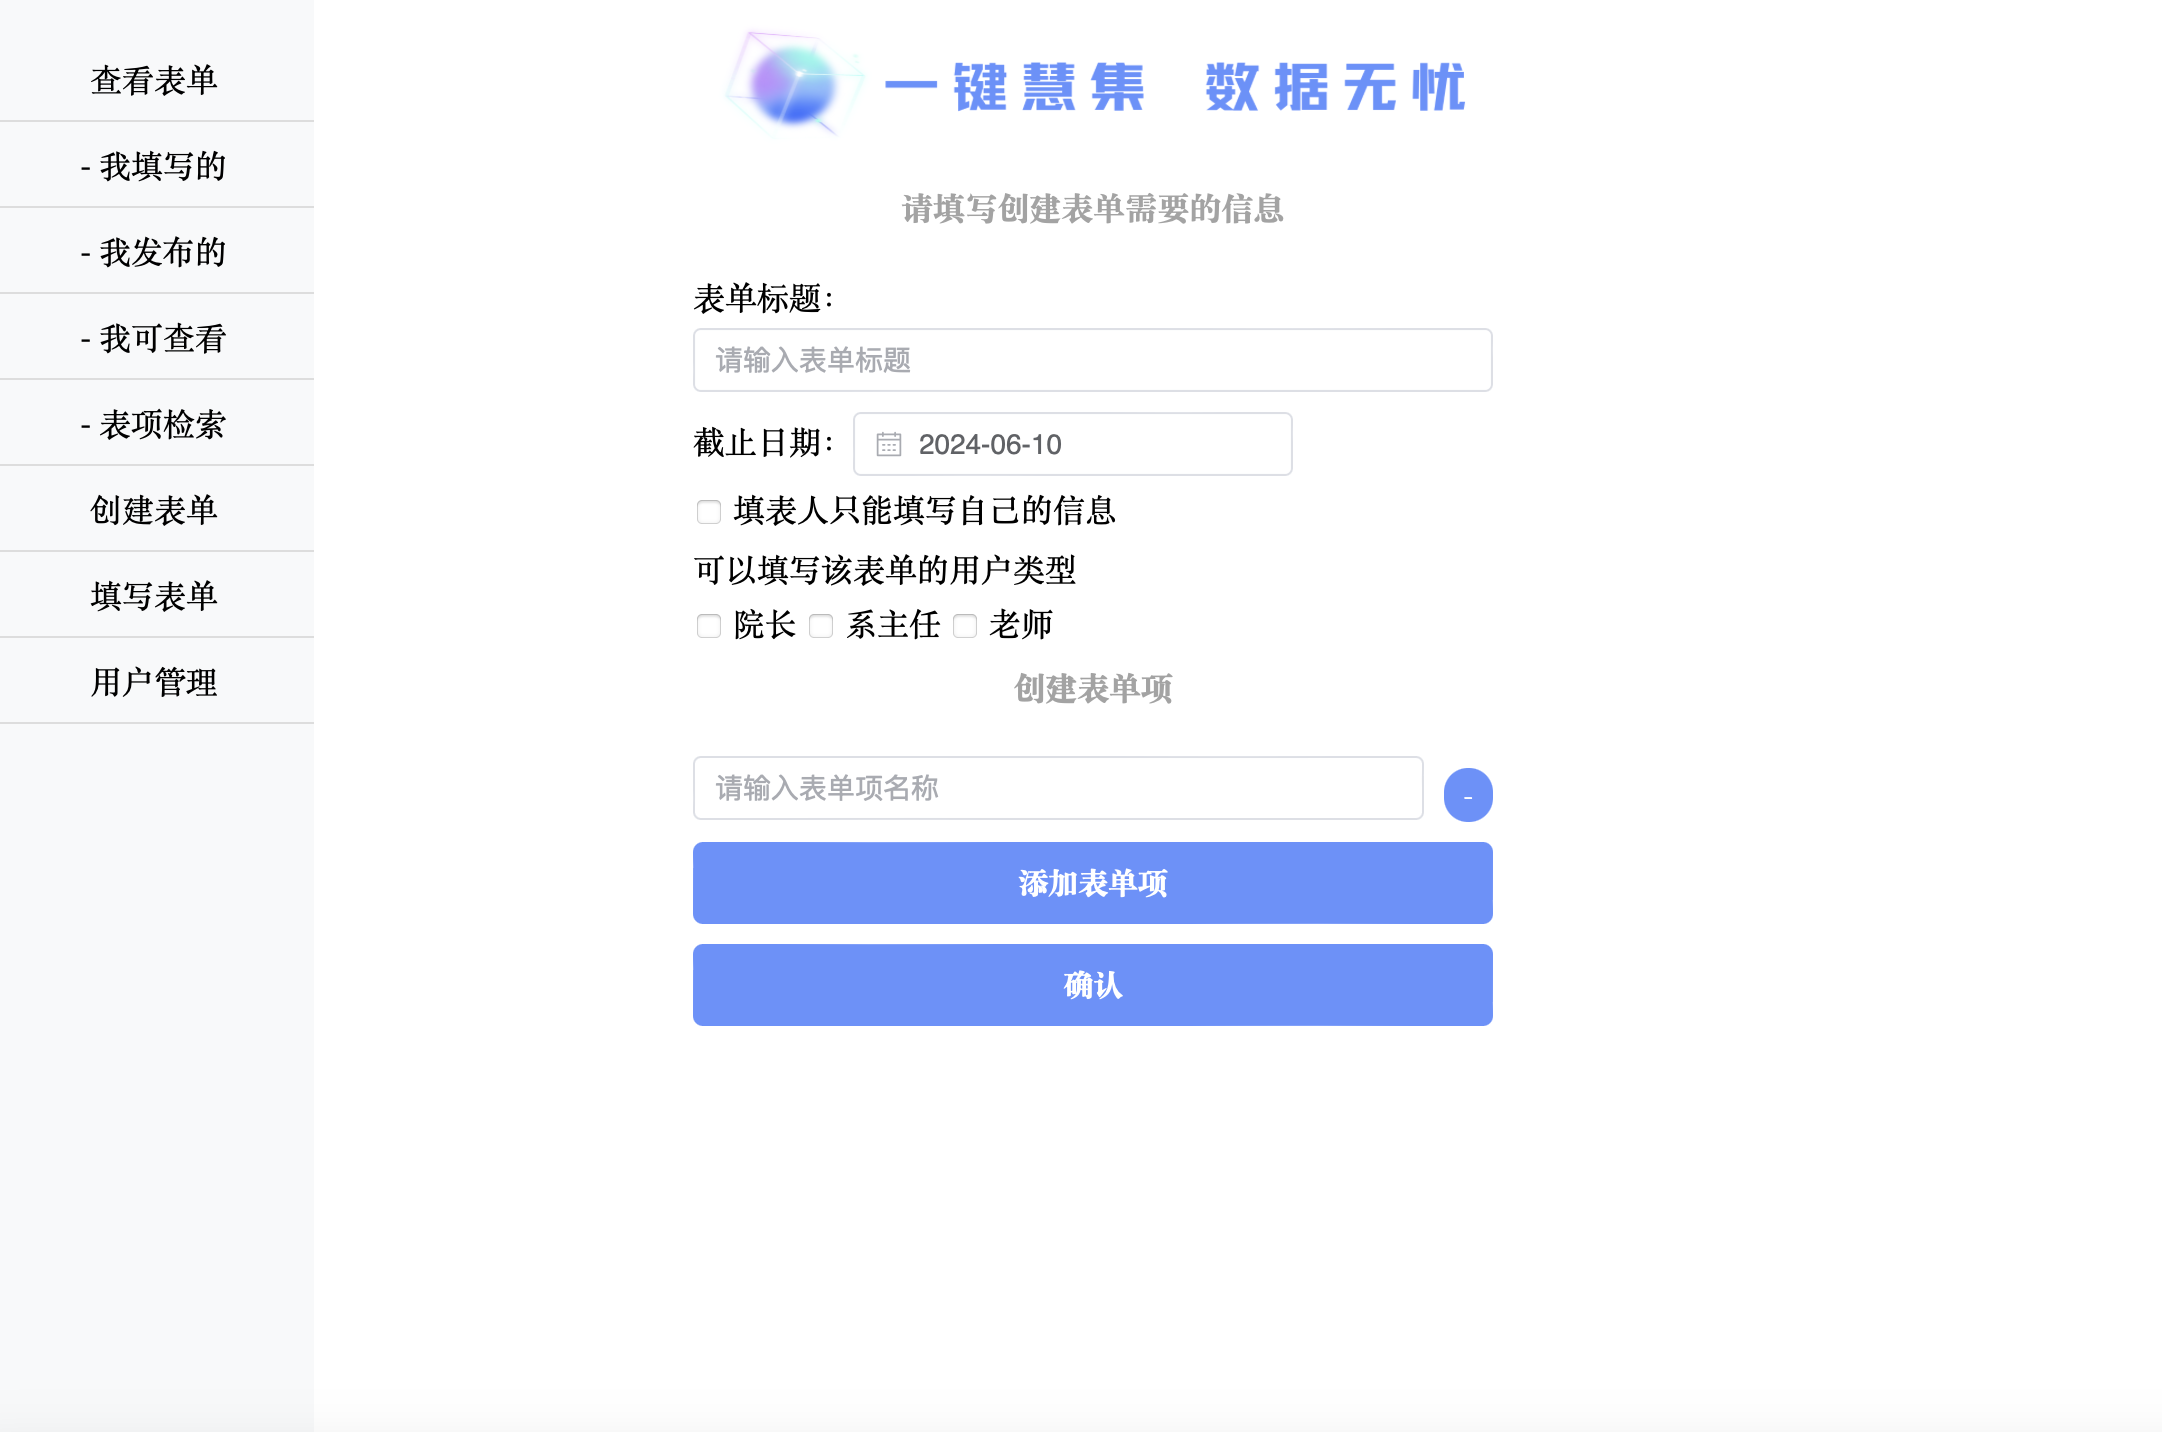 查看表单
- 我填写的
- 我发布的
- 我可查看
- 表项检索
创建表单
填写表单
用户管理
一键慧集 数据无忧
请填写创建表单需要的信息
表单标题：
请输入表单标题
截止日期： 2024-06-10
填表人只能填写自己的信息
可以填写该表单的用户类型
院长 系主任 老师
创建表单项
请输入表单项名称 -
添加表单项
确认